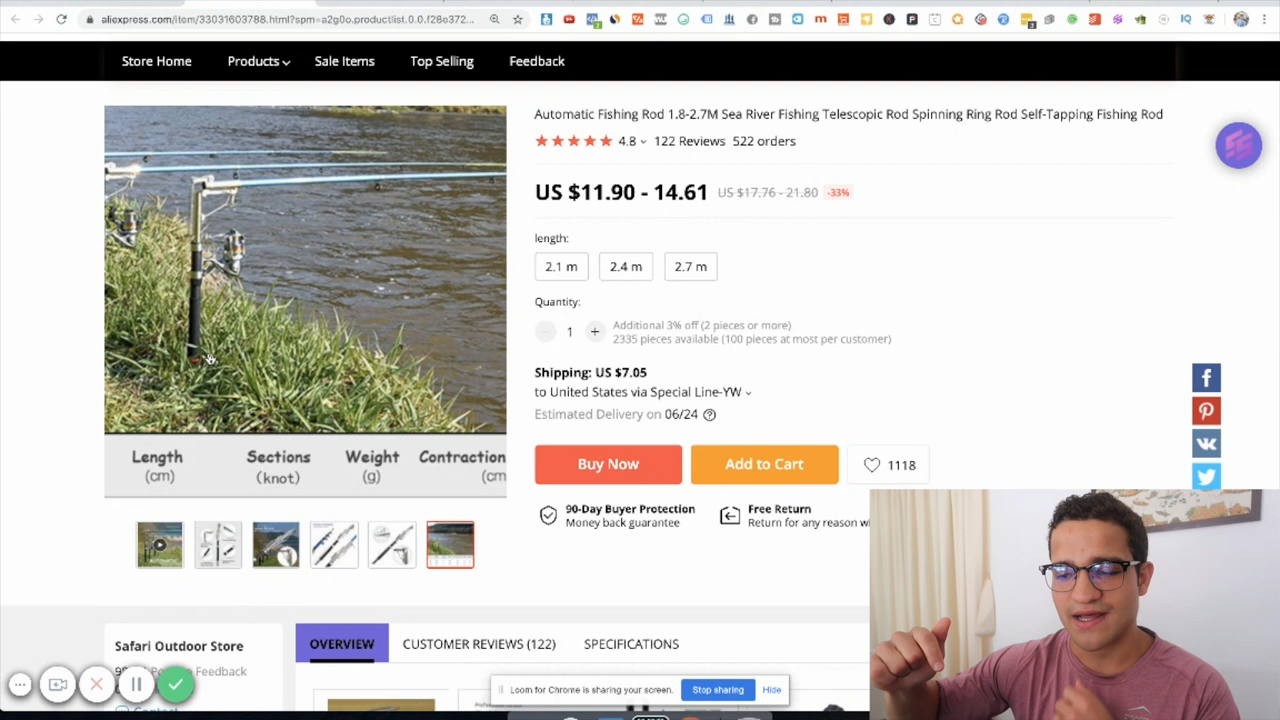 aliexpress.com/item/33031603788.html?spm=a2g0o.productlist.0.0.f28e372...
Store Home Products Sale Items Top Selling Feedback
Automatic Fishing Rod 1.8-2.7M Sea River Fishing Telescopic Rod Spinning Ring Rod Self-Tapping Fishing Rod
4.8 122 Reviews 522 orders
US $11.90 - 14.61 US $17.76 - 21.80 -33%
length:
2.1 m 2.4 m 2.7 m
Quantity:
1 Additional 3% off (2 pieces or more)
2335 pieces available (100 pieces at most per customer)
Shipping: US $7.05
to United States via Special Line-YW
Estimated Delivery on 06/24
Buy Now Add to Cart 1118
90-Day Buyer Protection
Money back guarantee
Free Return
Return for any reason
Length Sections Weight Contraction
(cm) (knot) (g) (cm
Safari Outdoor Store
Feedback
OVERVIEW CUSTOMER REVIEWS (122) SPECIFICATIONS
Loom for Chrome is sharing your screen. Stop sharing Hide